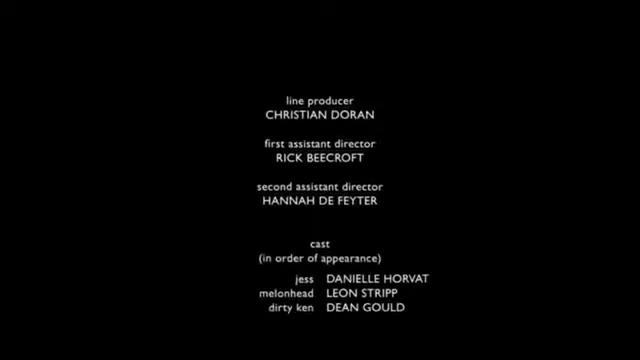 line producer
CHRISTIAN DORAN
first assistant director
RICK BEECROFT
second assistant director
HANNAH DE FEYTER
cast
(in order of appearance)
jess DANIELLE HORVAT
melonhead LEON STRIPP
dirty ken DEAN GOULD